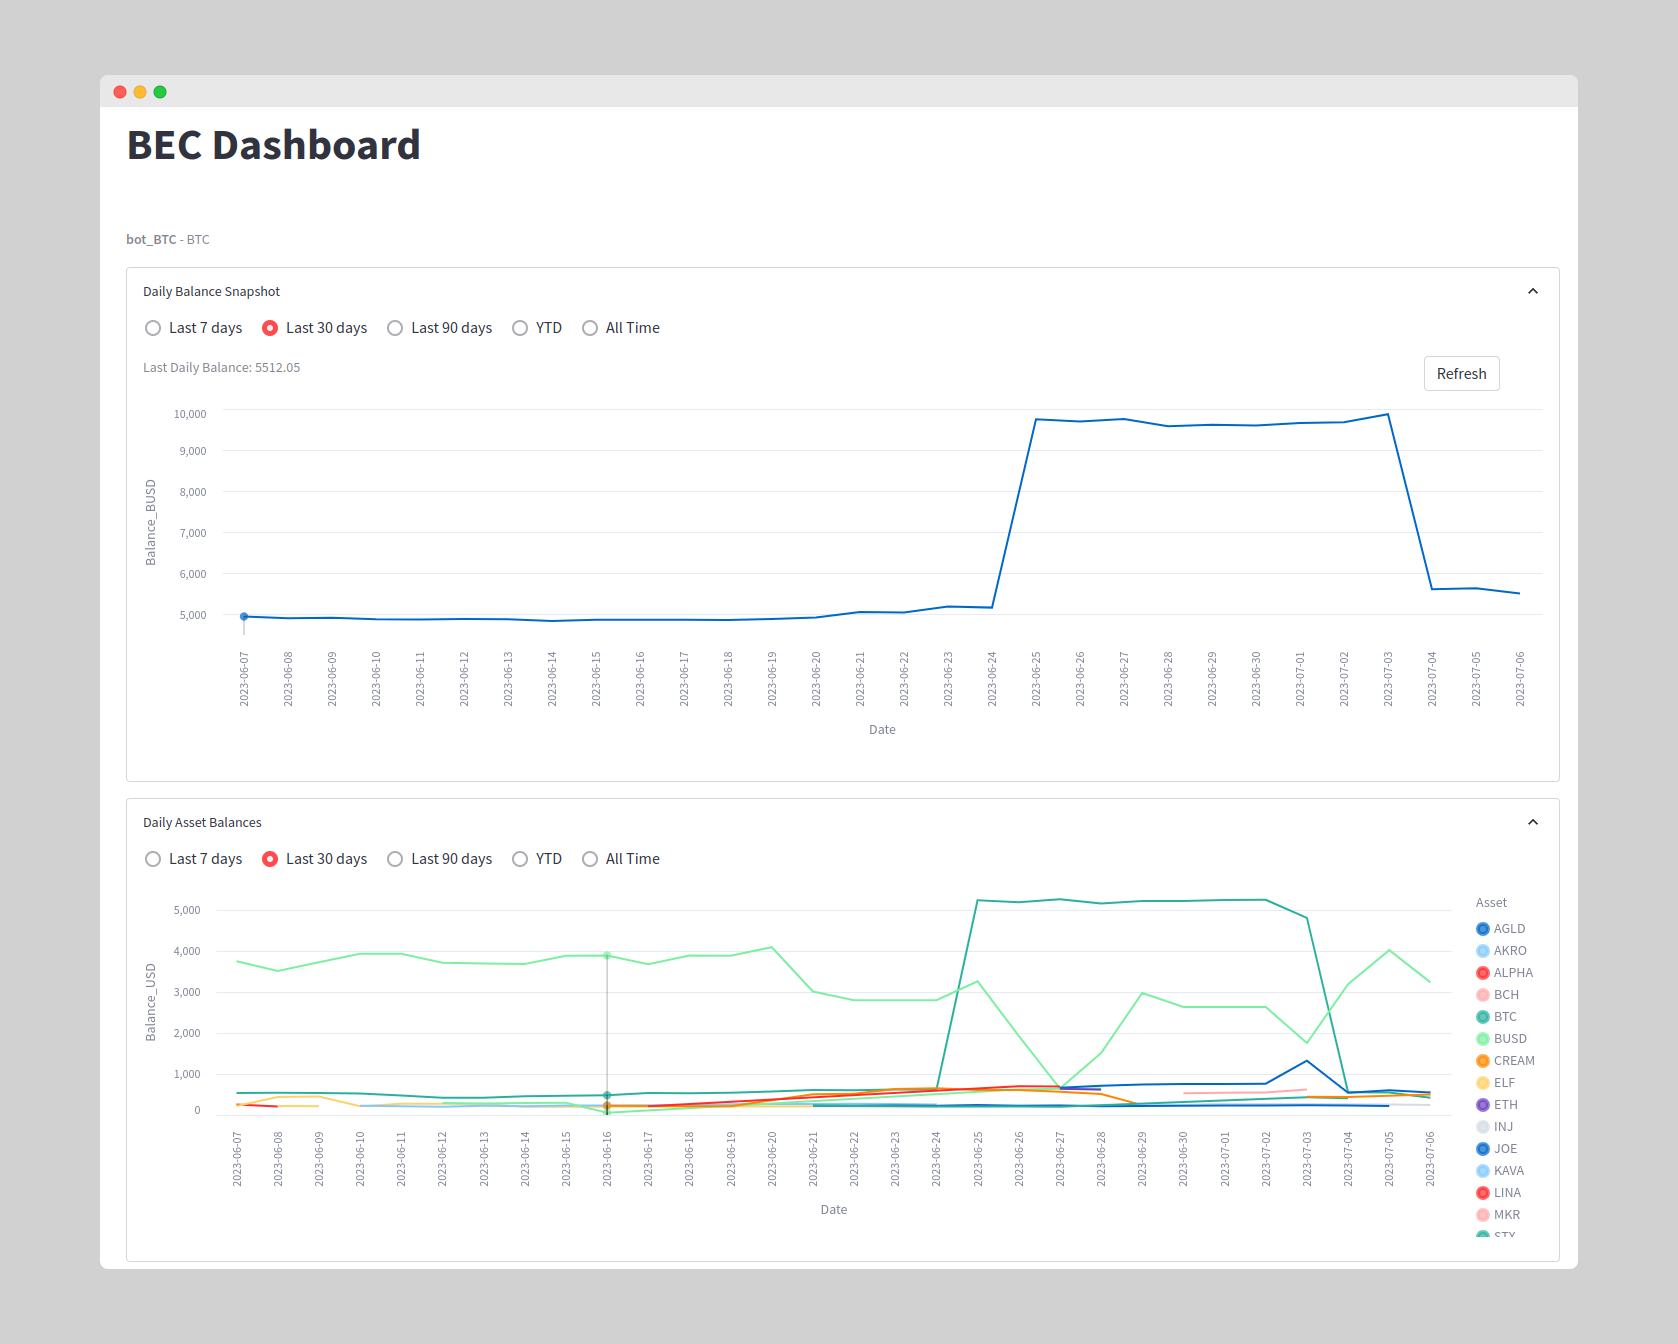 BEC Dashboard
bot_BTC - BTC
Daily Balance Snapshot
Last 7 days Last 30 days Last 90 days YTD All Time
Last Daily Balance: 5512.05
Refresh
10,000
9,000
8,000
7,000
6,000
5,000
Balance_BUSD
2023-06-07 2023-06-08 2023-06-09 2023-06-10 2023-06-11 2023-06-12 2023-06-13 2023-06-14 2023-06-15 2023-06-16 2023-06-17 2023-06-18 2023-06-19 2023-06-20 2023-06-21 2023-06-22 2023-06-23 2023-06-24 2023-06-25 2023-06-26 2023-06-27 2023-06-28 2023-06-29 2023-06-30 2023-07-01 2023-07-02 2023-07-03 2023-07-04 2023-07-05 2023-07-06
Date
Daily Asset Balances
Last 7 days Last 30 days Last 90 days YTD All Time
5,000
4,000
3,000
2,000
1,000
0
Balance_USD
2023-06-07 2023-06-08 2023-06-09 2023-06-10 2023-06-11 2023-06-12 2023-06-13 2023-06-14 2023-06-15 2023-06-16 2023-06-17 2023-06-18 2023-06-19 2023-06-20 2023-06-21 2023-06-22 2023-06-23 2023-06-24 2023-06-25 2023-06-26 2023-06-27 2023-06-28 2023-06-29 2023-06-30 2023-07-01 2023-07-02 2023-07-03 2023-07-04 2023-07-05 2023-07-06
Date
Asset
AGLD
AKRO
ALPHA
BCH
BTC
BUSD
CREAM
ELF
ETH
INJ
JOE
KAVA
LINA
MKR